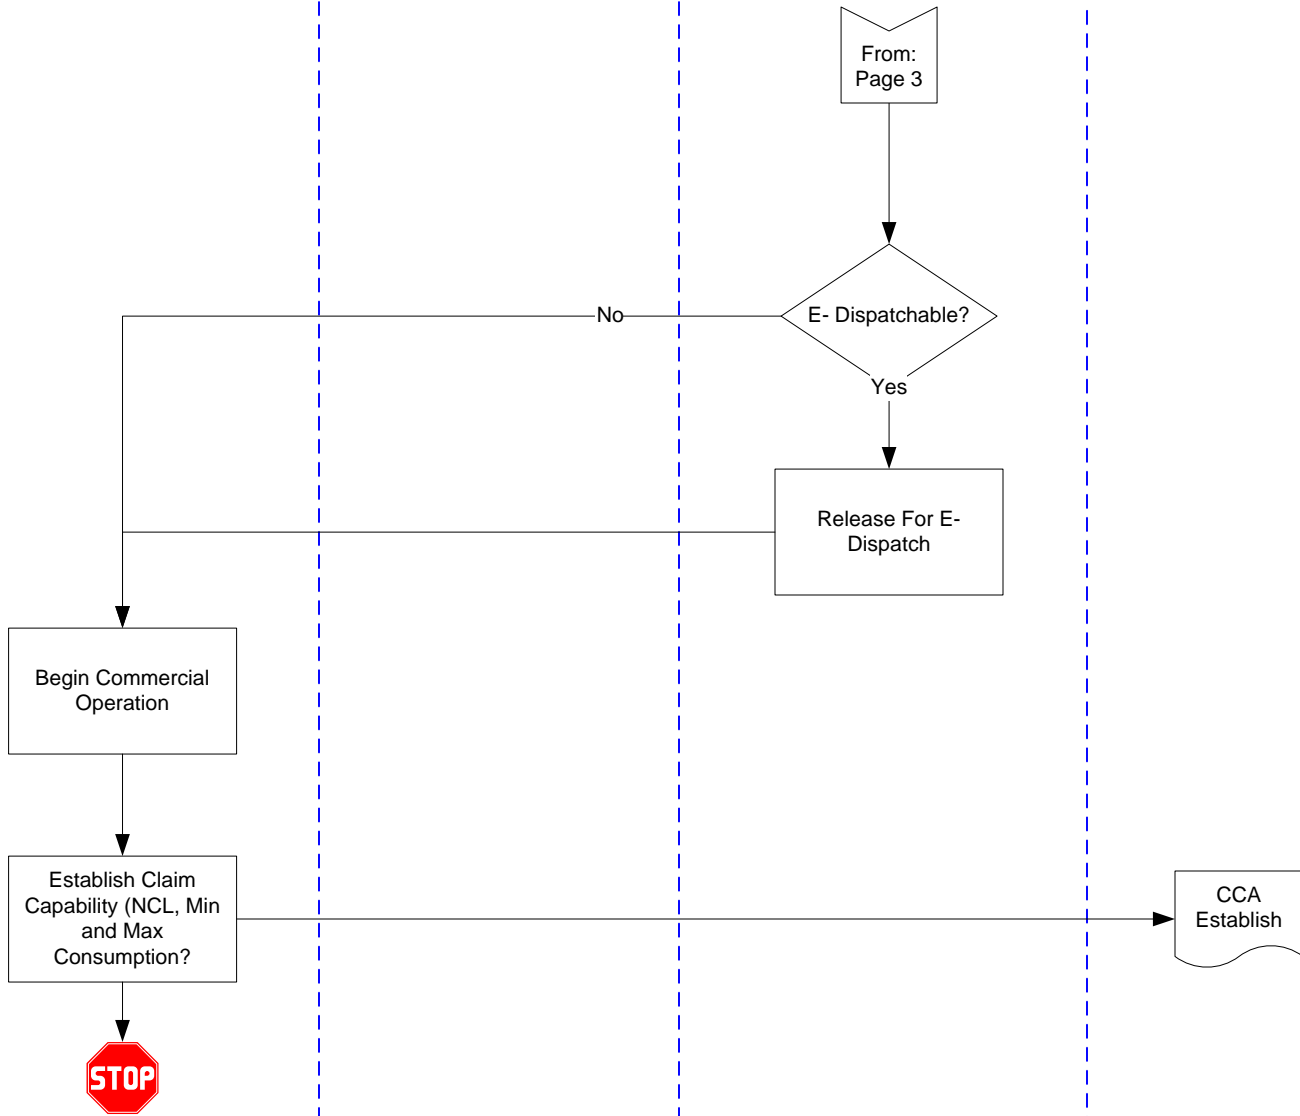 From:
Page 3
E- Dispatchable?
No
Yes
Release For E-
Dispatch
Begin Commercial
Operation
Establish Claim
Capability (NCL, Min
and Max
Consumption?
CCA
Establish
STOP